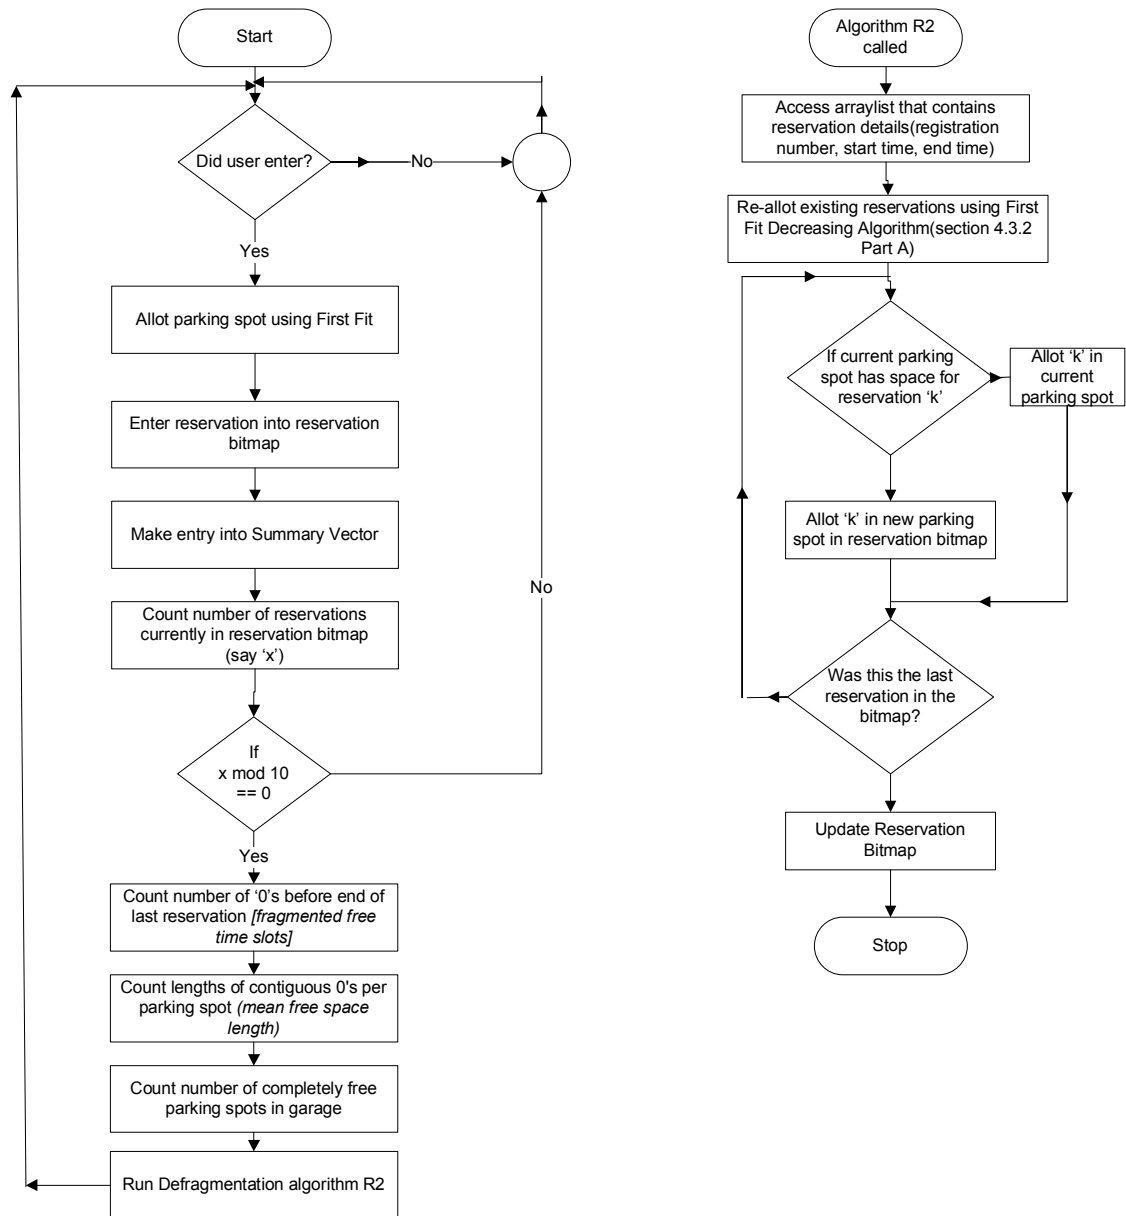 Start
Did user enter?
No
Yes
Allot parking spot using First Fit
Enter reservation into reservation
bitmap
Make entry into Summary Vector
Count number of reservations
currently in reservation bitmap
(say ‘x’)
No
If
x mod 10
== 0
Yes
Count number of ‘0’s before end of
last reservation [fragmented free
time slots]
Count lengths of contiguous 0's per
parking spot (mean free space
length)
Count number of completely free
parking spots in garage
Run Defragmentation algorithm R2
Algorithm R2
called
Access arraylist that contains
reservation details(registration
number, start time, end time)
Re-allot existing reservations using First
Fit Decreasing Algorithm(section 4.3.2
Part A)
If current parking
spot has space for
reservation ‘k’
Allot ‘k’ in
current
parking spot
Allot ‘k’ in new parking
spot in reservation bitmap
Was this the last
reservation in the
bitmap?
Update Reservation
Bitmap
Stop